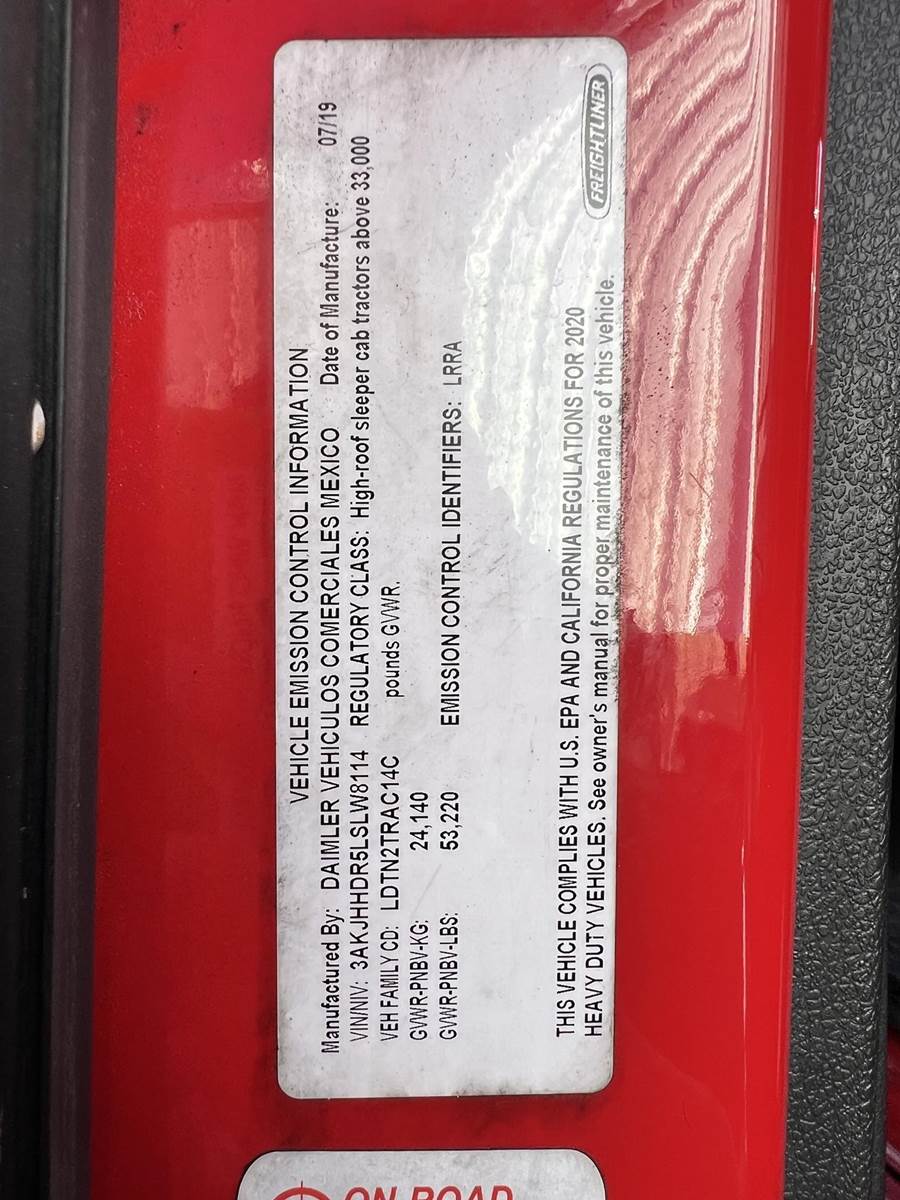 VEHICLE EMISSION CONTROL INFORMATION
Manufactured By: DAIMLER VEHICULOS COMERCIALES MEXICO Date of Manufacture: 07/19
VIN/NIV: 3AKJHHDR5LSLW8114 REGULATORY CLASS: High-roof sleeper cab tractors above 33,000
VEH FAMILY CD: LDTN2TRAC14C pounds GVWR.
GVWR-PNBV-KG: 24,140
GVWR-PNBV-LBS: 53,220 EMISSION CONTROL IDENTIFIERS: LRRA
THIS VEHICLE COMPLIES WITH U.S. EPA AND CALIFORNIA REGULATIONS FOR 2020
HEAVY DUTY VEHICLES. See owner's manual for proper maintenance of this vehicle.
FREIGHTLINER
ON ROAD